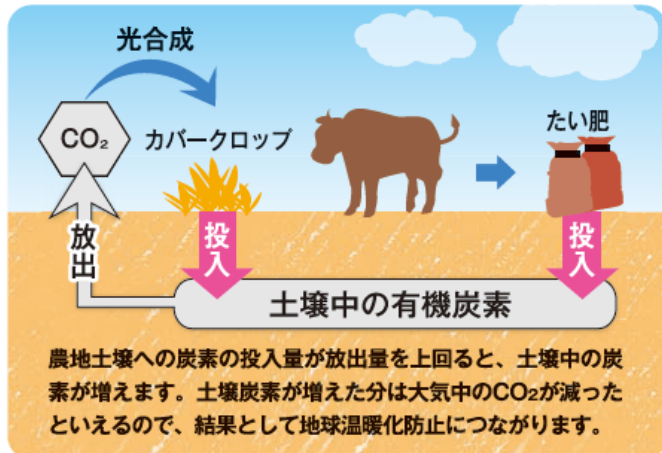 光合成
CO₂
カバークロップ
たい肥
放出
投入
投入
土壌中の有機炭素
農地土壌への炭素の投入量が放出量を上回ると、土壌中の炭
素が増えます。土壌炭素が増えた分は大気中のCO₂が減った
といえるので、結果として地球温暖化防止につながります。